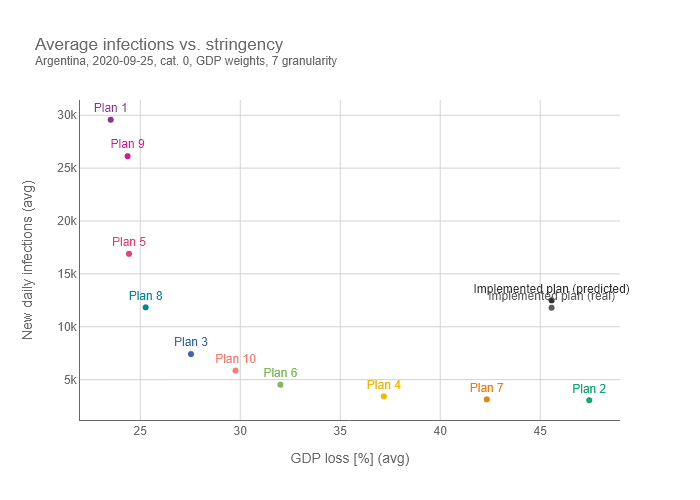 Average infections vs. stringency
Argentina, 2020-09-25, cat. 0, GDP weights, 7 granularity
New daily infections (avg)
30k
25k
20k
15k
10k
5k
Plan 1
Plan 9
Plan 5
Plan 8
Implemented plan (predicted)
Implemented plan (real)
Plan 3
Plan 10
Plan 6
Plan 4
Plan 7
Plan 2
25
30
35
40
45
GDP loss [%] (avg)